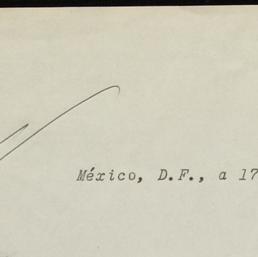 México, D.F., a 17